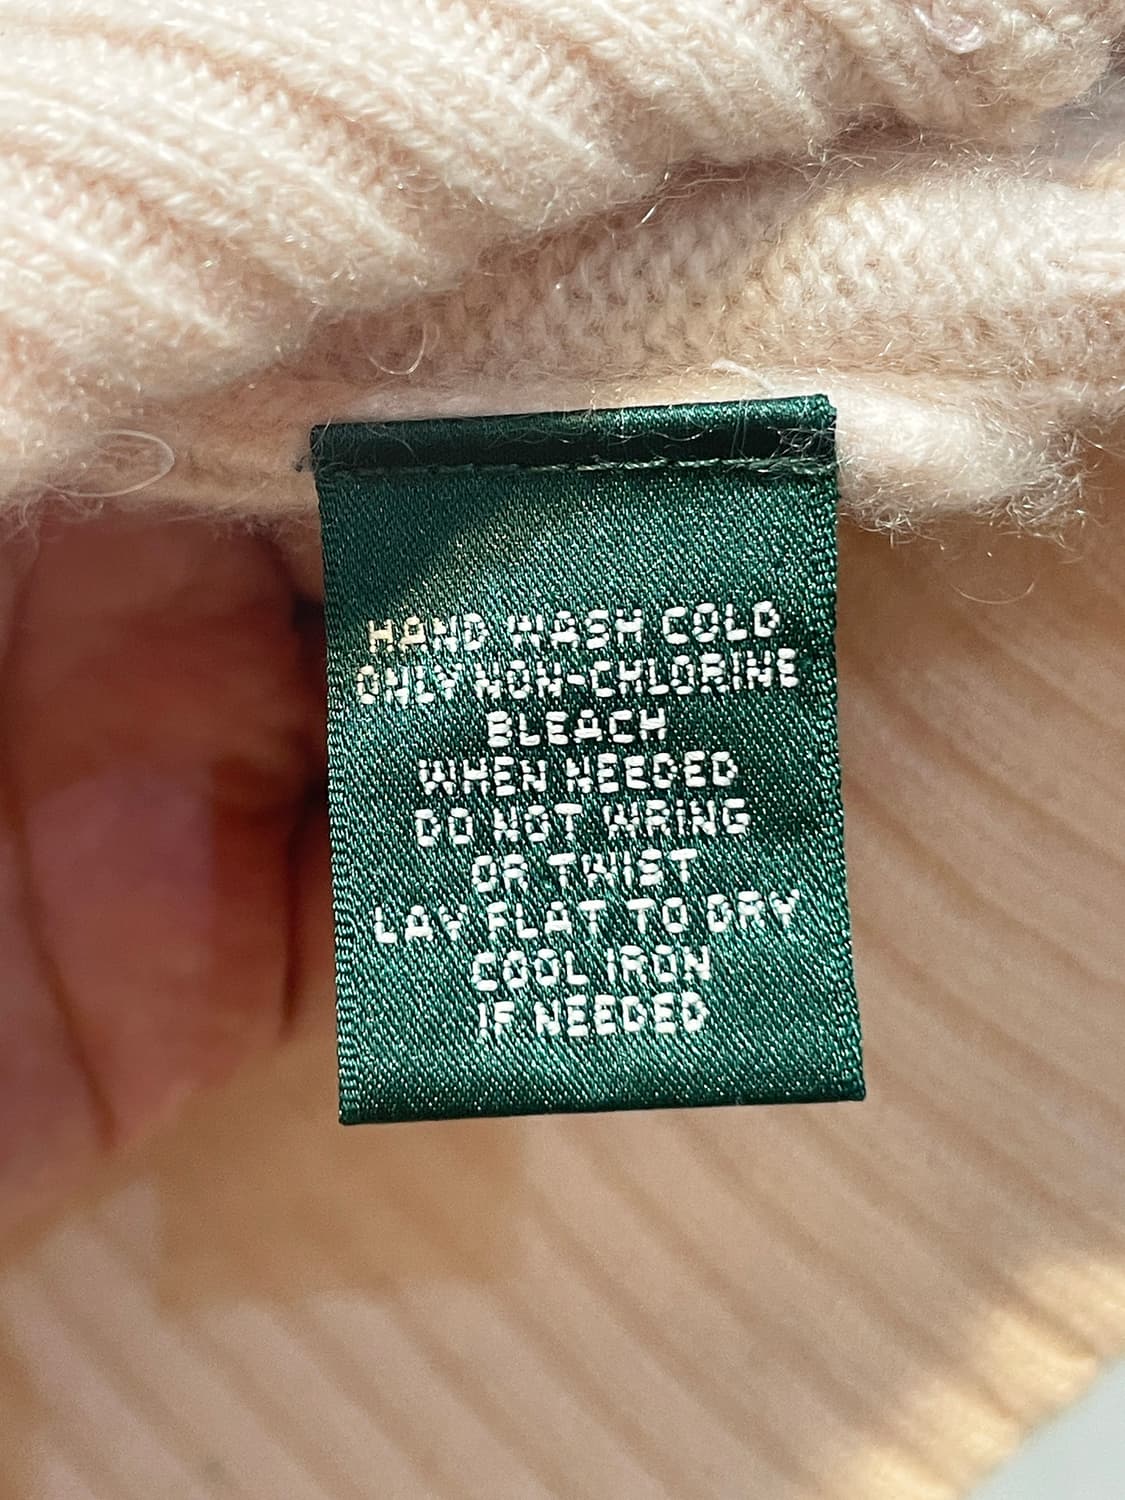 HAND WASH COLD
ONLY NON-CHLORINE
BLEACH
WHEN NEEDED
DO NOT WRING
OR TWIST
LAY FLAT TO DRY
COOL IRON
IF NEEDED